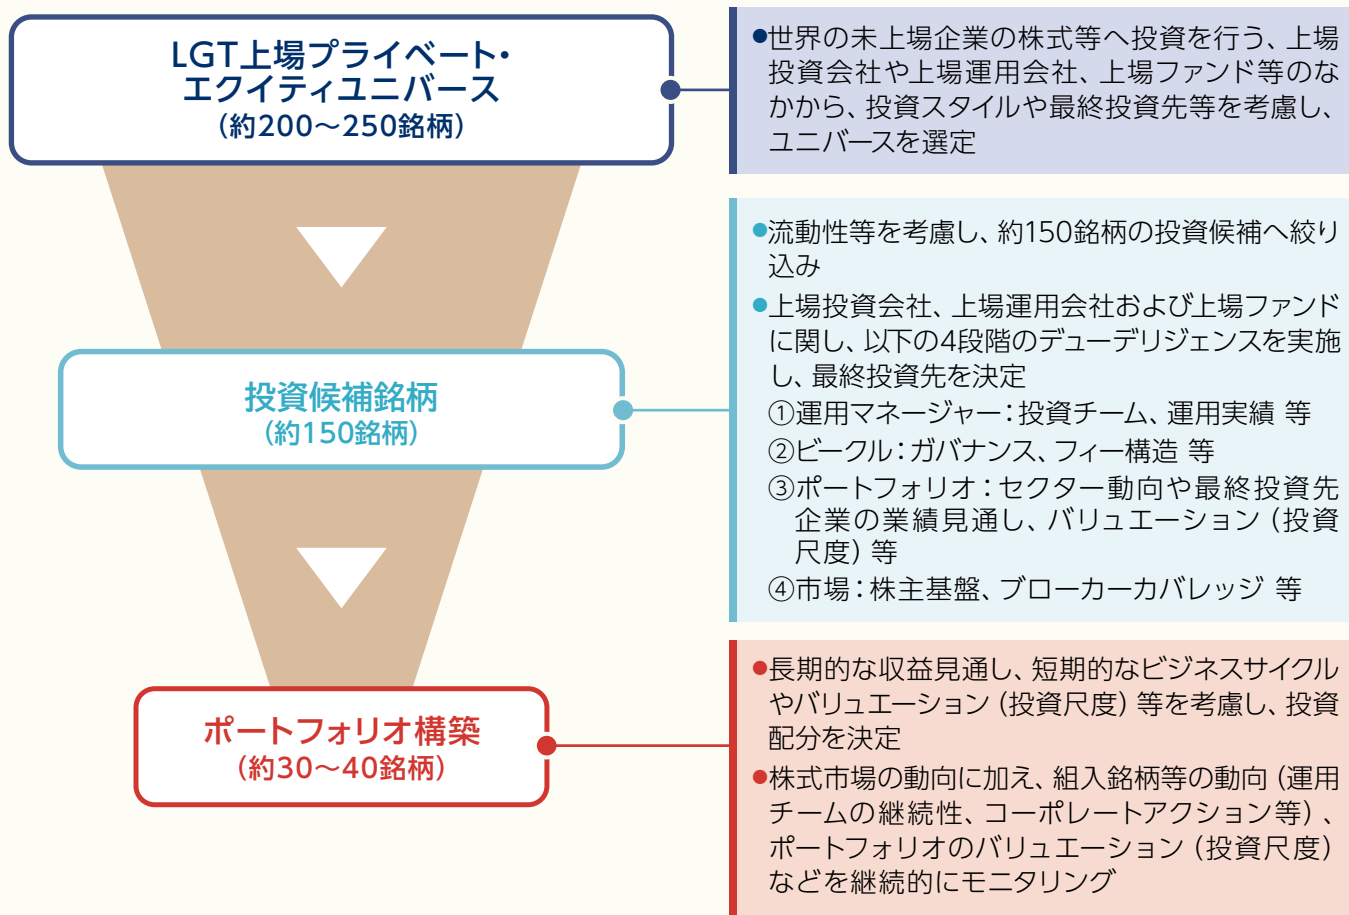 LGT上場プライベート・
エクイティユニバース
（約200～250銘柄）
●世界の未上場企業の株式等へ投資を行う、上場
投資会社や上場運用会社、上場ファンド等のな
かから、投資スタイルや最終投資先等を考慮し、
ユニバースを選定
投資候補銘柄
（約150銘柄）
●流動性等を考慮し、約150銘柄の投資候補へ絞り
込み
●上場投資会社、上場運用会社および上場ファンド
に関し、以下の4段階のデューデリジェンスを実施
し、最終投資先を決定
①運用マネージャー：投資チーム、運用実績 等
②ビークル：ガバナンス、フィー構造 等
③ポートフォリオ：セクター動向や最終投資先
企業の業績見通し、バリュエーション（投資
尺度）等
④市場：株主基盤、ブローカーカバレッジ 等
ポートフォリオ構築
（約30～40銘柄）
●長期的な収益見通し、短期的なビジネスサイクル
やバリュエーション（投資尺度）等を考慮し、投資
配分を決定
●株式市場の動向に加え、組入銘柄等の動向（運用
チームの継続性、コーポレートアクション等）、
ポートフォリオのバリュエーション（投資尺度）
などを継続的にモニタリング